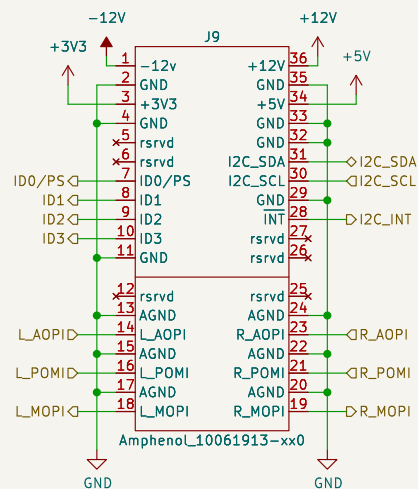 -12V
+12V
+3V3
J9
+5V
1 -12v +12V 36
2 GND GND 35
3 +3V3 +5V 34
4 GND GND 33
5 rsrvd GND 32
6 rsrvd I2C_SDA 31 I2C_SDA
ID0/PS 7 ID0/PS I2C_SCL 30 I2C_SCL
ID1 8 ID1 GND 29
ID2 9 ID2 INT 28 I2C_INT
ID3 10 ID3 rsrvd 27
11 GND rsrvd 26
12 rsrvd rsrvd 25
13 AGND AGND 24
L_AOPI 14 L_AOPI R_AOPI 23 R_AOPI
15 AGND AGND 22
L_POMI 16 L_POMI R_POMI 21 R_POMI
17 AGND AGND 20
L_MOPI 18 L_MOPI R_MOPI 19 R_MOPI
Amphenol_10061913-xx0
GND GND